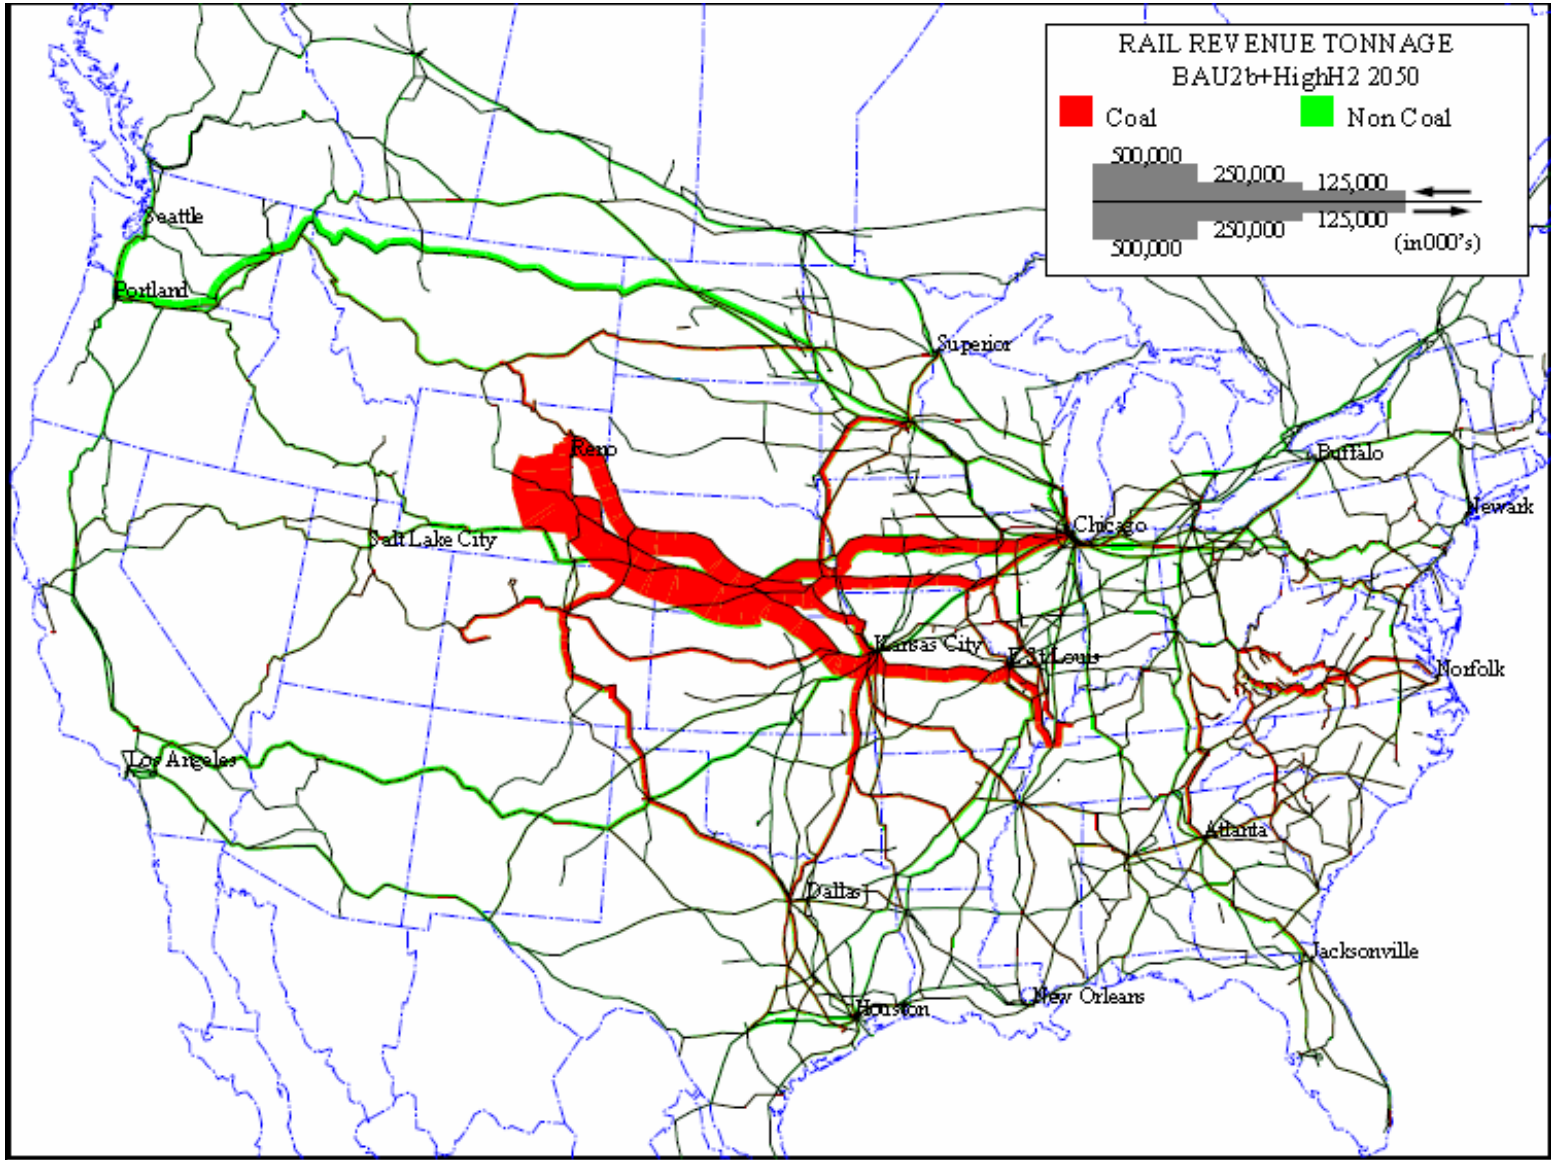 RAIL REVENUE TONNAGE
BAU2b+HighH2 2050
Coal
Non Coal
500,000
250,000
125,000
500,000
250,000
125,000
(in000's)
Seattle
Portland
Superior
Reno
Buffalo
Newark
Chicago
Salt Lake City
Kansas City
E St Louis
Norfolk
Los Angeles
Atlanta
Dallas
Jacksonville
New Orleans
Houston